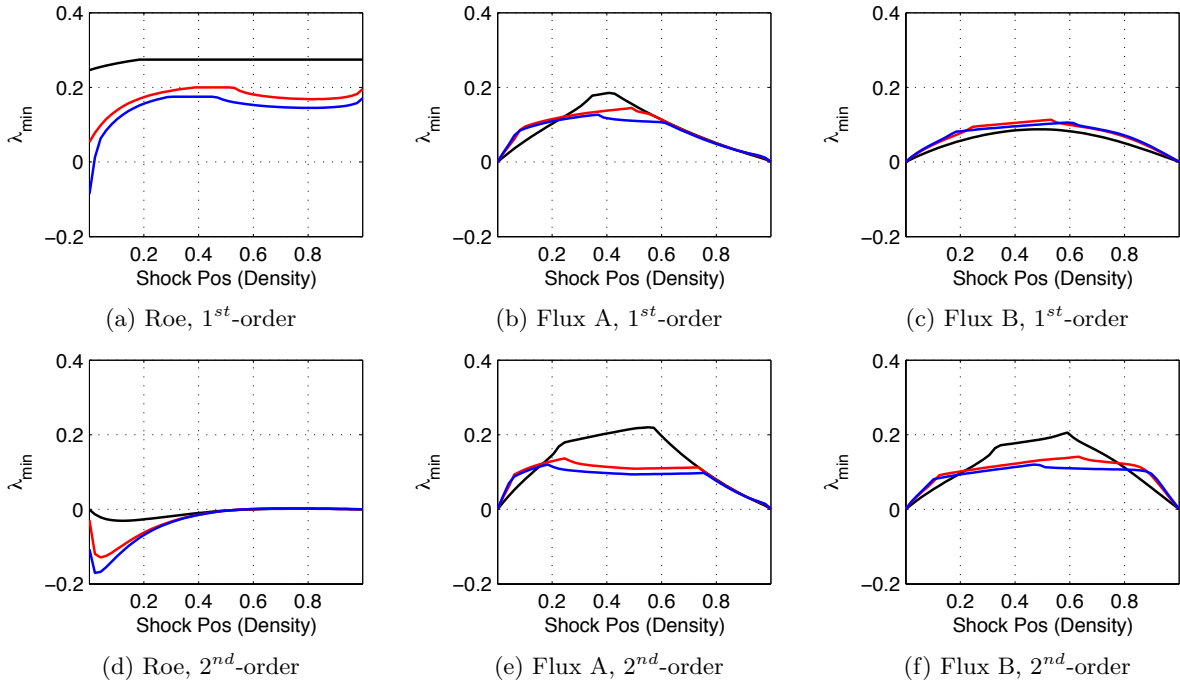 0.4
0.2
0
−0.2
λmin
0.2 0.4 0.6 0.8
Shock Pos (Density)
(a) Roe, 1st-order
0.4
0.2
0
−0.2
λmin
0.2 0.4 0.6 0.8
Shock Pos (Density)
(b) Flux A, 1st-order
0.4
0.2
0
−0.2
λmin
0.2 0.4 0.6 0.8
Shock Pos (Density)
(c) Flux B, 1st-order
0.4
0.2
0
−0.2
λmin
0.2 0.4 0.6 0.8
Shock Pos (Density)
(d) Roe, 2nd-order
0.4
0.2
0
−0.2
λmin
0.2 0.4 0.6 0.8
Shock Pos (Density)
(e) Flux A, 2nd-order
0.4
0.2
0
−0.2
λmin
0.2 0.4 0.6 0.8
Shock Pos (Density)
(f) Flux B, 2nd-order